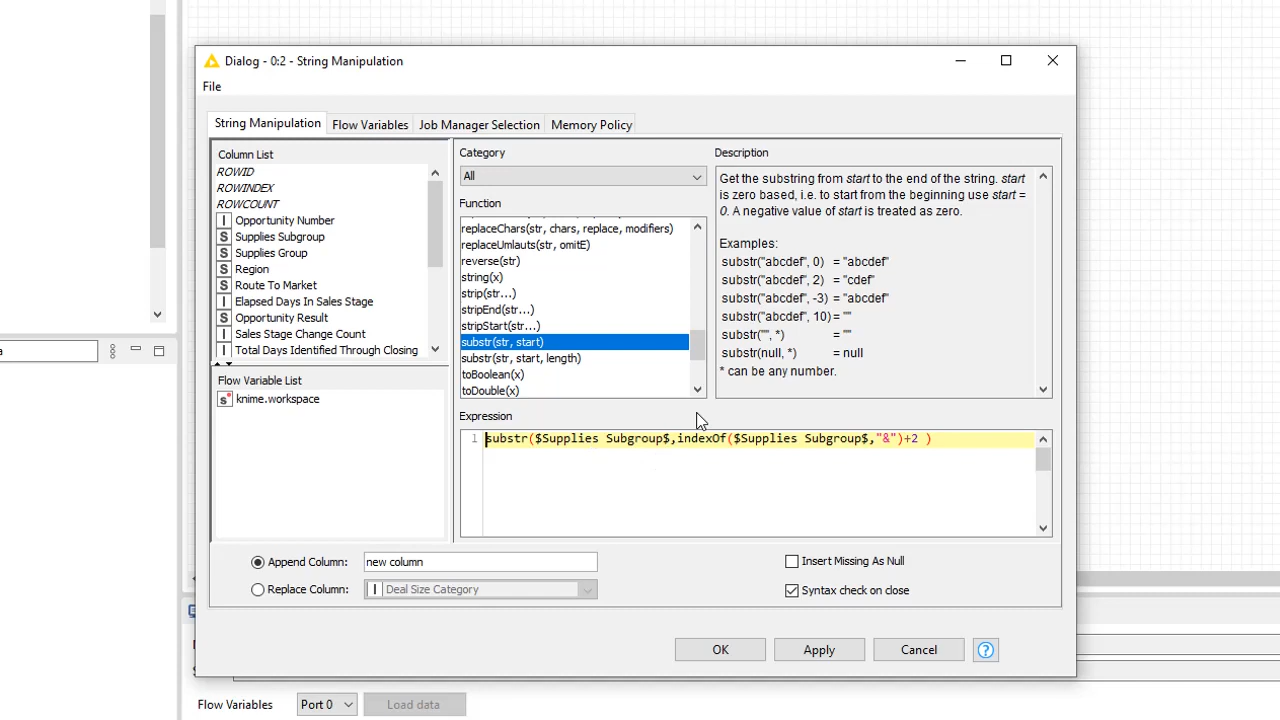 Dialog - 0:2 - String Manipulation
File
String Manipulation
Flow Variables
Job Manager Selection
Memory Policy
Column List
ROWID
ROWINDEX
ROWCOUNT
I Opportunity Number
S Supplies Subgroup
S Supplies Group
S Region
S Route To Market
I Elapsed Days In Sales Stage
S Opportunity Result
I Sales Stage Change Count
I Total Days Identified Through Closing
Flow Variable List
s knime.workspace
Category
All
Function
replaceChars(str, chars, replace, modifiers)
replaceUmlauts(str, omitE)
reverse(str)
string(x)
strip(str...)
stripEnd(str...)
stripStart(str...)
substr(str, start)
substr(str, start, length)
toBoolean(x)
toDouble(x)
Description
Get the substring from start to the end of the string. start
is zero based, i.e. to start from the beginning use start =
0. A negative value of start is treated as zero.
Examples:
substr("abcdef", 0) = "abcdef"
substr("abcdef", 2) = "cdef"
substr("abcdef", -3) = "abcdef"
substr("abcdef", 10) = ""
substr("", *) = ""
substr(null, *) = null
* can be any number.
Expression
1 substr($Supplies Subgroup$,indexOf($Supplies Subgroup$,"&")+2 )
Append Column: new column
Replace Column: I Deal Size Category
Insert Missing As Null
Syntax check on close
OK
Apply
Cancel
?
a
Flow Variables
Port 0
Load data